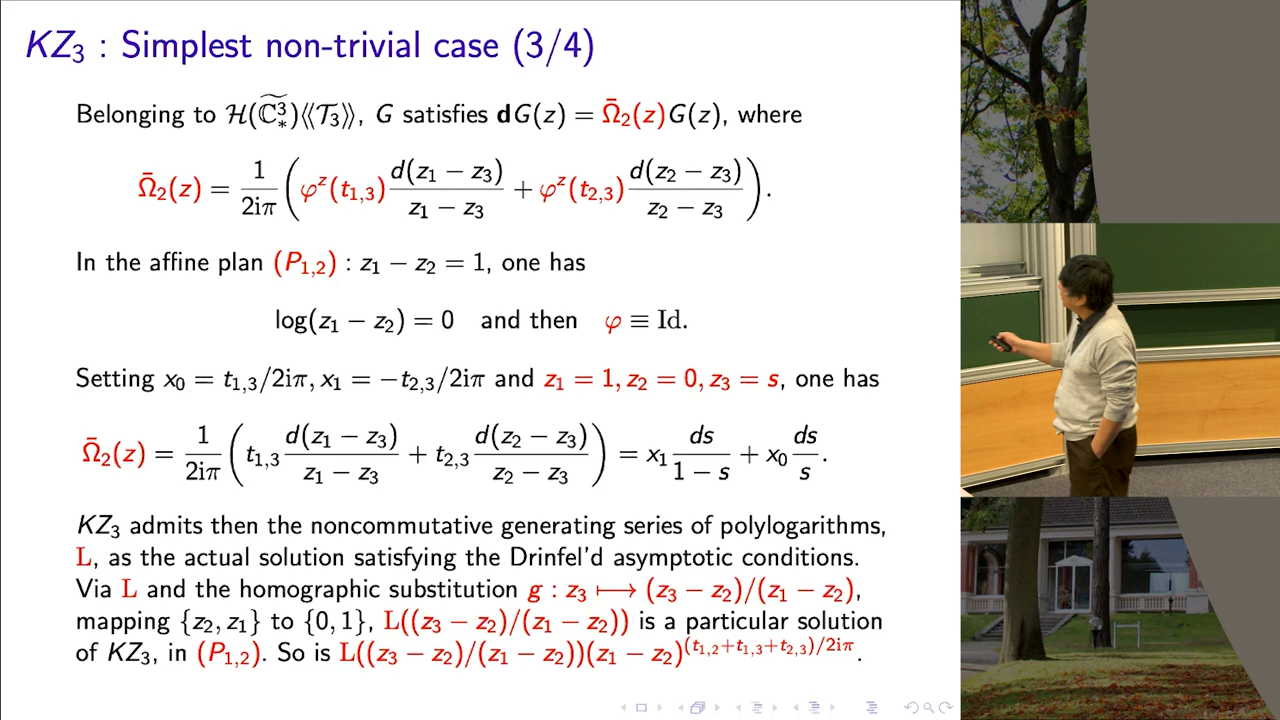 KZ₃ : Simplest non-trivial case (3/4)
Belonging to ℋ(ℂ̃³∗)⟨⟨𝒯₃⟩⟩, G satisfies dG(z) = Ω̄₂(z)G(z), where
Ω̄₂(z) = 1/2iπ ( φᶻ(t₁,₃) d(z₁ − z₃)/z₁ − z₃ + φᶻ(t₂,₃) d(z₂ − z₃)/z₂ − z₃ ).
In the affine plan (P₁,₂) : z₁ − z₂ = 1, one has
log(z₁ − z₂) = 0 and then φ ≡ Id.
Setting x₀ = t₁,₃/2iπ, x₁ = −t₂,₃/2iπ and z₁ = 1, z₂ = 0, z₃ = s, one has
Ω̄₂(z) = 1/2iπ ( t₁,₃ d(z₁ − z₃)/z₁ − z₃ + t₂,₃ d(z₂ − z₃)/z₂ − z₃ ) = x₁ ds/1 − s + x₀ ds/s.
KZ₃ admits then the noncommutative generating series of polylogarithms,
L, as the actual solution satisfying the Drinfel'd asymptotic conditions.
Via L and the homographic substitution g : z₃ ⟼ (z₃ − z₂)/(z₁ − z₂),
mapping {z₂, z₁} to {0, 1}, L((z₃ − z₂)/(z₁ − z₂)) is a particular solution
of KZ₃, in (P₁,₂). So is L((z₃ − z₂)/(z₁ − z₂))(z₁ − z₂)^(t₁,₂+t₁,₃+t₂,₃)/2iπ.